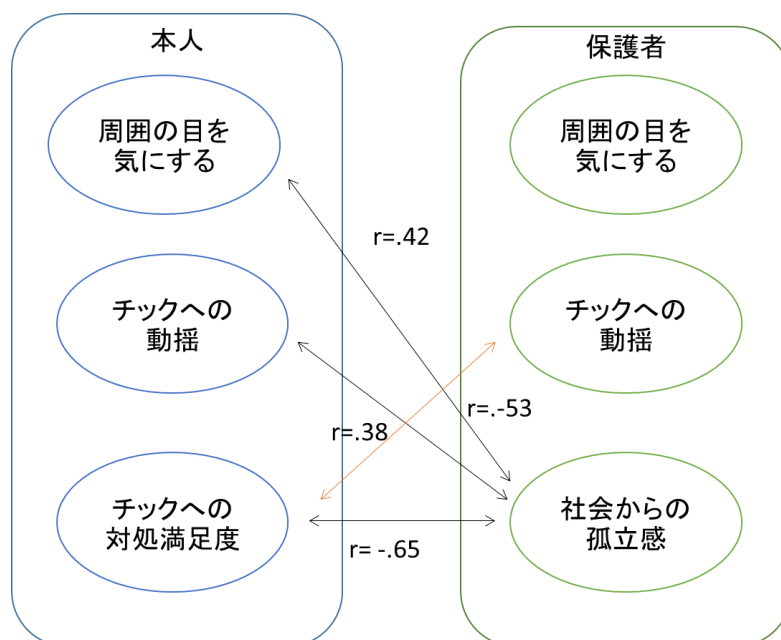 本人
周囲の目を
気にする
チックへの
動揺
チックへの
対処満足度
r=.42
r=.-53
r=.38
r= -.65
保護者
周囲の目を
気にする
チックへの
動揺
社会からの
孤立感